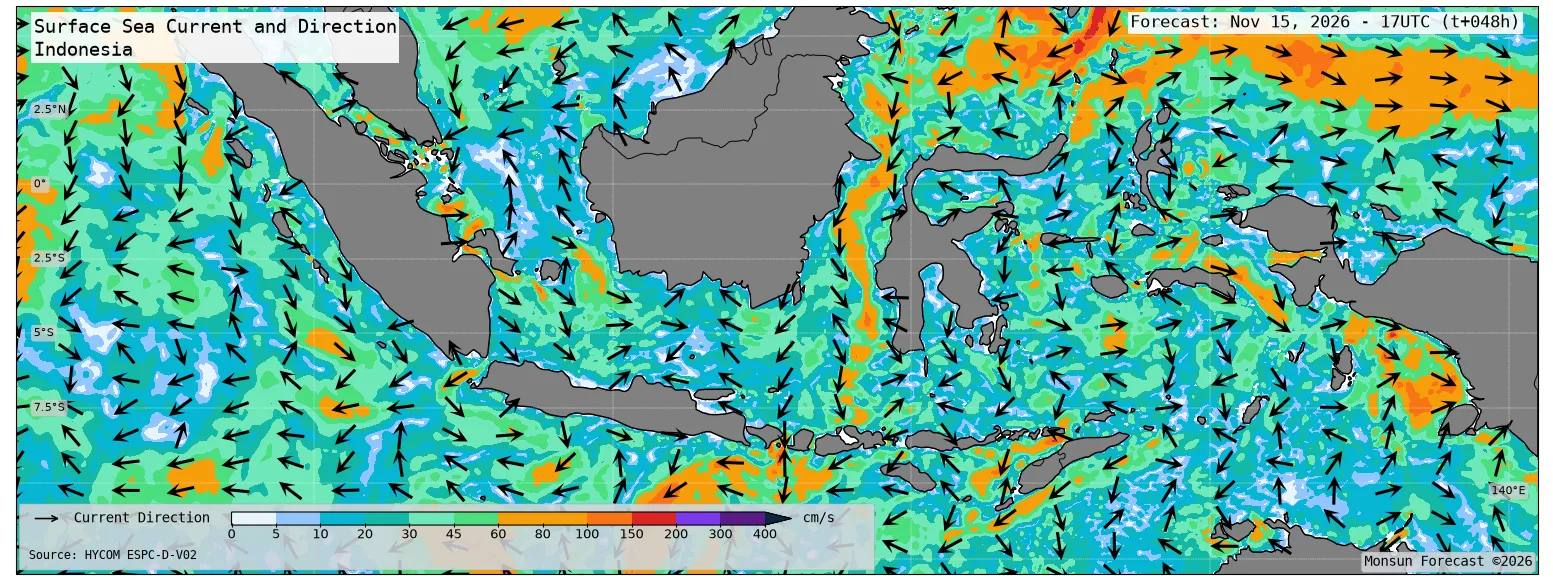 Surface Sea Current and Direction
Indonesia
Forecast: Nov 15, 2026 - 17UTC (t+048h)
2.5°N
0°
2.5°S
5°S
7.5°S
140°E
Current Direction
0 5 10 20 30 45 60 80 100 150 200 300 400 cm/s
Source: HYCOM ESPC-D-V02
Monsun Forecast ©2026